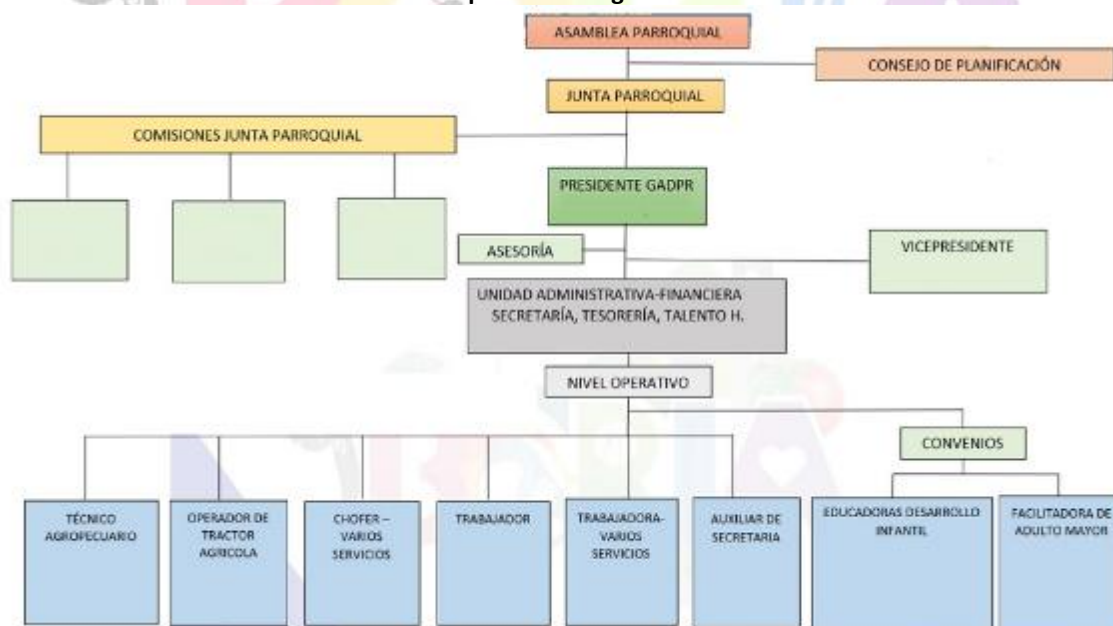 ASAMBLEA PARROQUIAL
CONSEJO DE PLANIFICACIÓN
JUNTA PARROQUIAL
COMISIONES JUNTA PARROQUIAL
PRESIDENTE GADPR
ASESORÍA
VICEPRESIDENTE
UNIDAD ADMINISTRATIVA-FINANCIERA
SECRETARÍA, TESORERÍA, TALENTO H.
NIVEL OPERATIVO
CONVENIOS
TÉCNICO
AGROPECUARIO
OPERADOR DE
TRACTOR
AGRICOLA
CHOFER –
VARIOS
SERVICIOS
TRABAJADOR
TRABAJADORA-
VARIOS
SERVICIOS
AUXILIAR DE
SECRETARIA
EDUCADORAS DESARROLLO
INFANTIL
FACILITADORA DE
ADULTO MAYOR